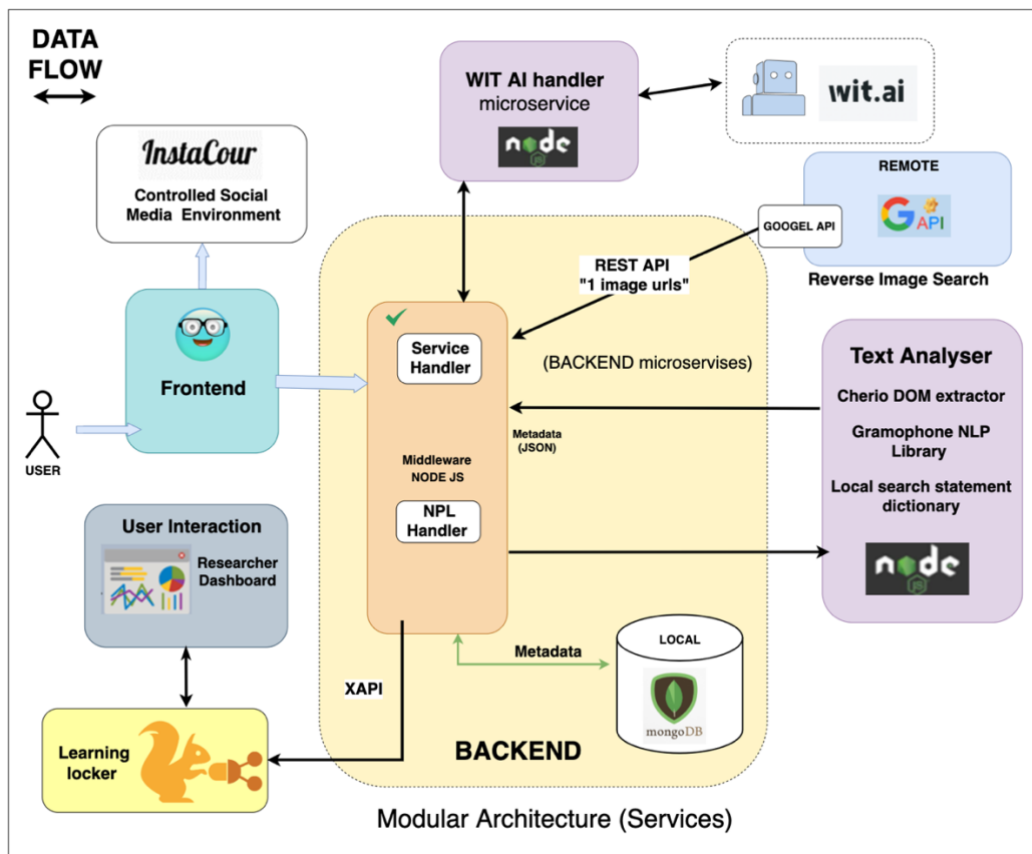 DATA
FLOW
WIT AI handler
microservice
node
JS
wit.ai
InstaCour
Controlled Social
Media Environment
REMOTE
G API
GOOGEL API
Reverse Image Search
REST API
"1 image urls"
Service
Handler
(BACKEND microservises)
Frontend
USER
Text Analyser
Cherio DOM extractor
Gramophone NLP
Library
Local search statement
dictionary
node
JS
Metadata
(JSON)
Middleware
NODE JS
NPL
Handler
User Interaction
Researcher
Dashboard
LOCAL
mongoDB
Metadata
XAPI
Learning
locker
BACKEND
Modular Architecture (Services)